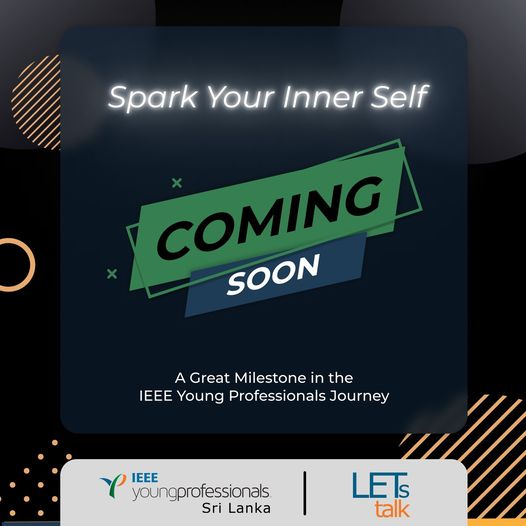 Spark Your Inner Self
COMING
SOON
A Great Milestone in the
IEEE Young Professionals Journey
IEEE
youngprofessionals
Sri Lanka
LETs
talk